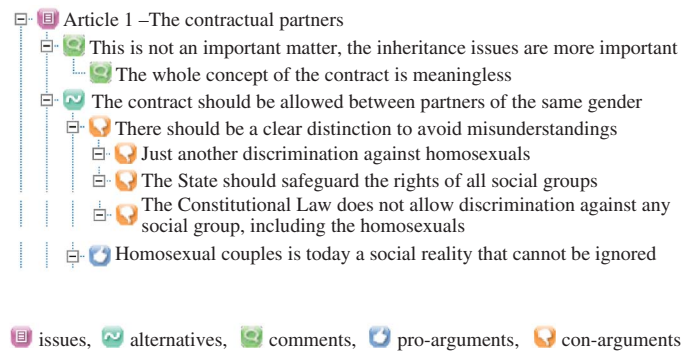 Article 1 –The contractual partners
This is not an important matter, the inheritance issues are more important
The whole concept of the contract is meaningless
The contract should be allowed between partners of the same gender
There should be a clear distinction to avoid misunderstandings
Just another discrimination against homosexuals
The State should safeguard the rights of all social groups
The Constitutional Law does not allow discrimination against any
social group, including the homosexuals
Homosexual couples is today a social reality that cannot be ignored
issues, alternatives, comments, pro-arguments, con-arguments